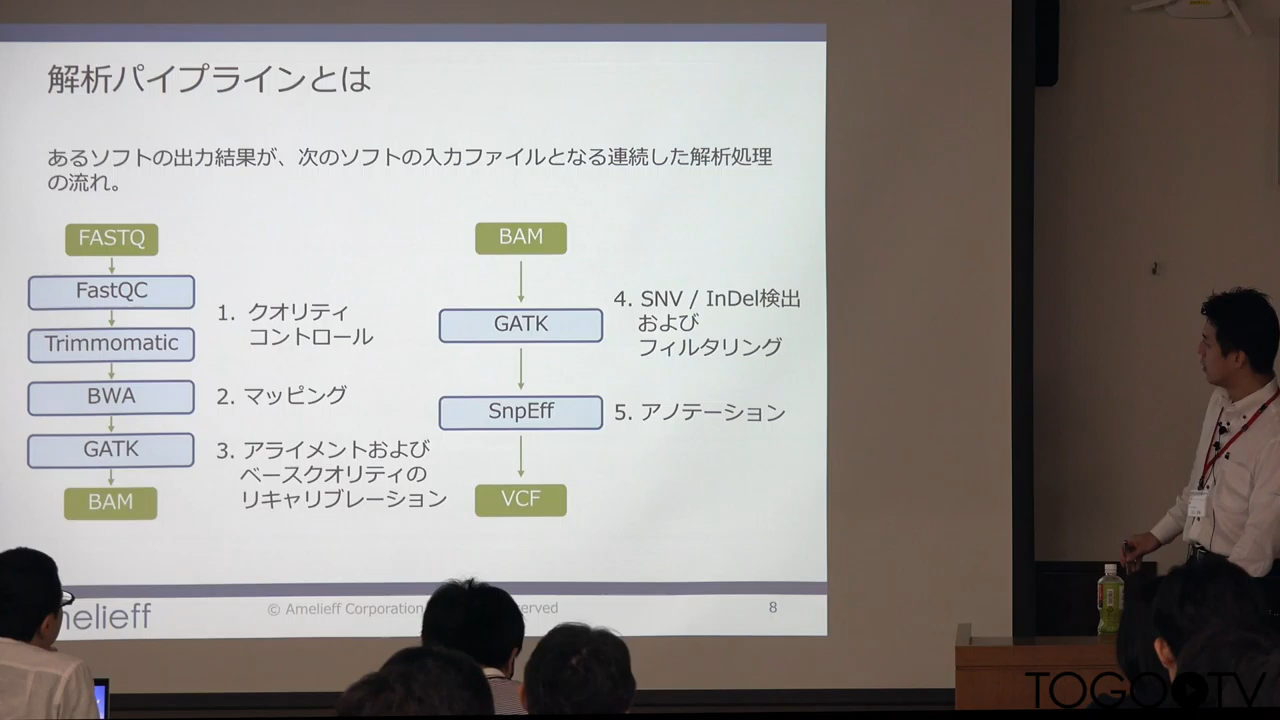 解析パイプラインとは
あるソフトの出力結果が、次のソフトの入力ファイルとなる連続した解析処理
の流れ。
FASTQ
FastQC
Trimmomatic
1. クオリティ
コントロール
BWA
2. マッピング
GATK
3. アライメントおよび
ベースクオリティの
リキャリブレーション
BAM
BAM
GATK
4. SNV / InDel検出
および
フィルタリング
SnpEff
5. アノテーション
VCF
melieff
© Amelieff Corporation
erved
8
TOGO TV